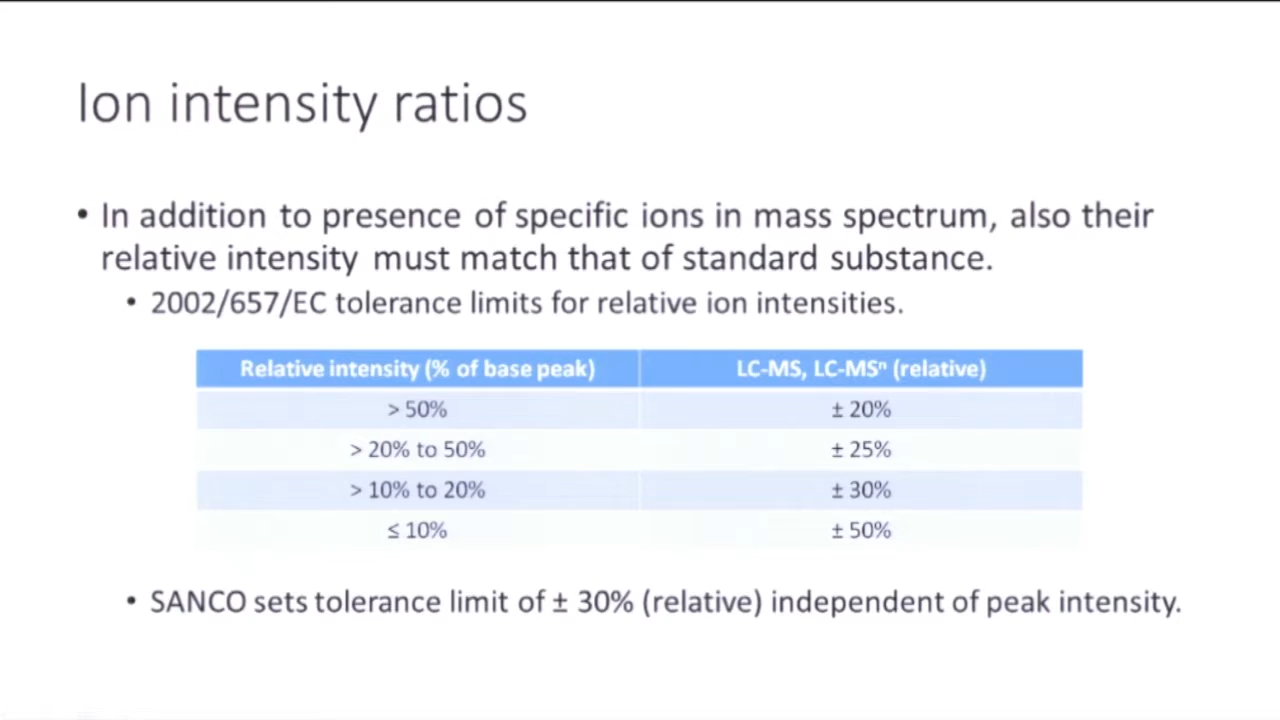 Ion intensity ratios
• In addition to presence of specific ions in mass spectrum, also their
relative intensity must match that of standard substance.
• 2002/657/EC tolerance limits for relative ion intensities.
Relative intensity (% of base peak) LC-MS, LC-MSⁿ (relative)
> 50% ± 20%
> 20% to 50% ± 25%
> 10% to 20% ± 30%
≤ 10% ± 50%
• SANCO sets tolerance limit of ± 30% (relative) independent of peak intensity.